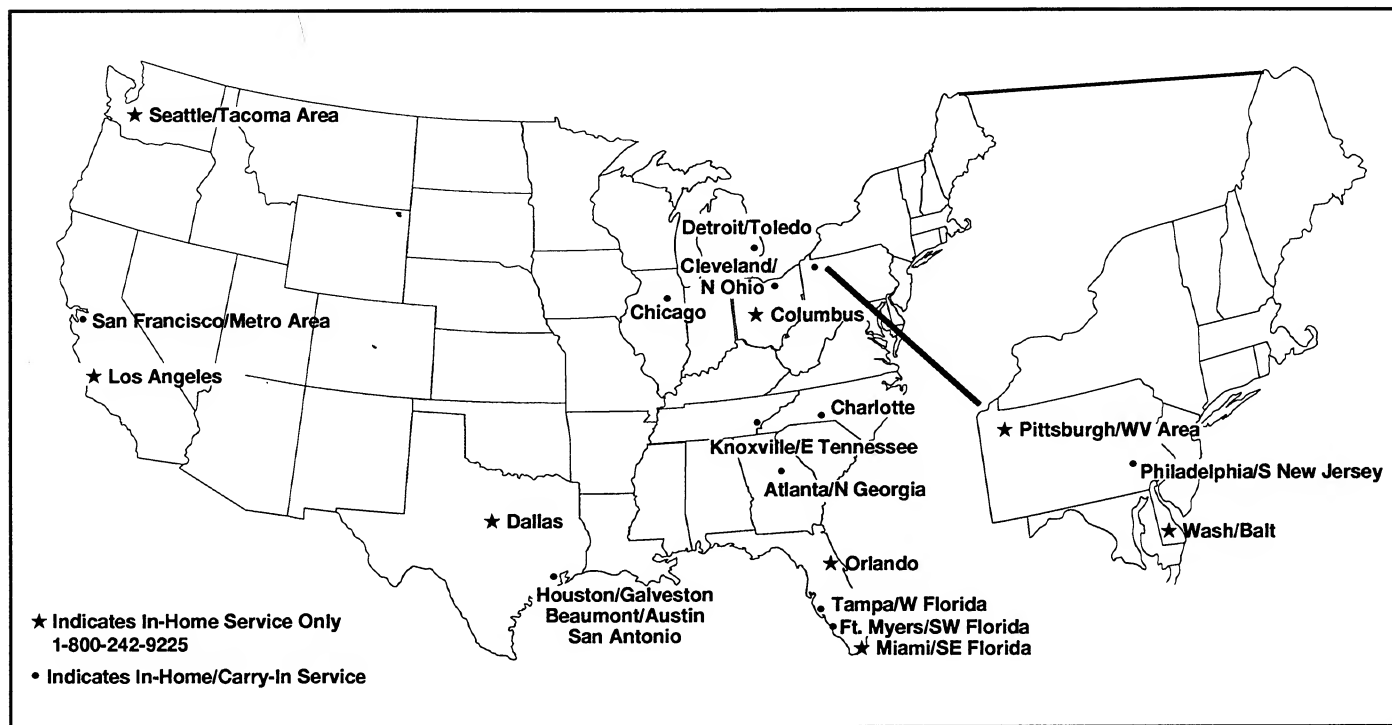 Seattle/Tacoma Area
Detroit/Toledo
Cleveland/
N Ohio
Chicago
Columbus
San Francisco/Metro Area
Los Angeles
Charlotte
Knoxville/E Tennessee
Atlanta/N Georgia
Pittsburgh/WV Area
Philadelphia/S New Jersey
Wash/Balt
Dallas
Orlando
Houston/Galveston
Beaumont/Austin
San Antonio
Tampa/W Florida
Ft. Myers/SW Florida
Miami/SE Florida
★ Indicates In-Home Service Only
1-800-242-9225
• Indicates In-Home/Carry-In Service